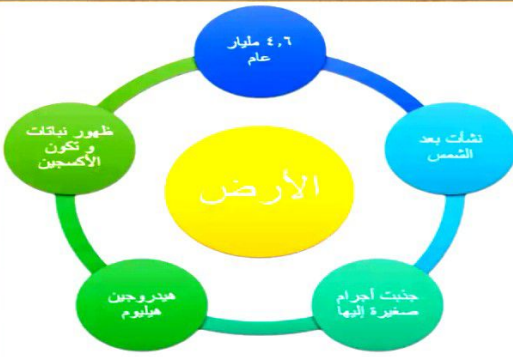 ٤,٦ مليار
عام
نشأت بعد
الشمس
جذبت أجرام
صغيرة إليها
هيدروجين
هيليوم
ظهور نباتات
و تكون
الأكسجين
الأرض